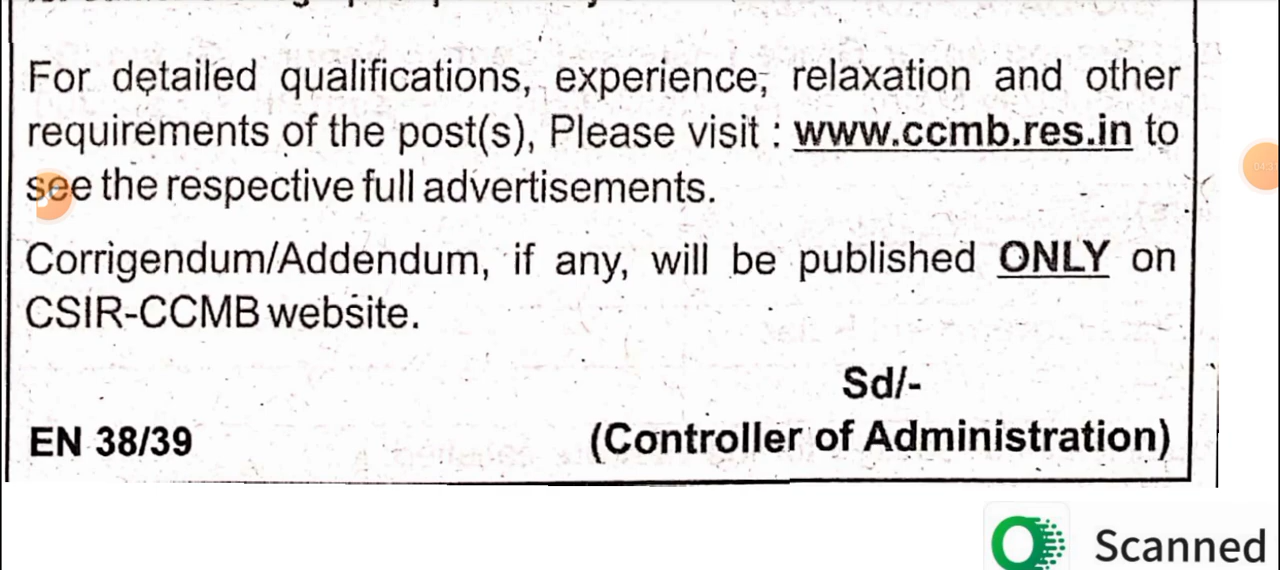 For detailed qualifications, experience, relaxation and other
requirements of the post(s), Please visit : www.ccmb.res.in to
see the respective full advertisements.
Corrigendum/Addendum, if any, will be published ONLY on
CSIR-CCMB website.
Sd/-
EN 38/39 (Controller of Administration)
Scanned